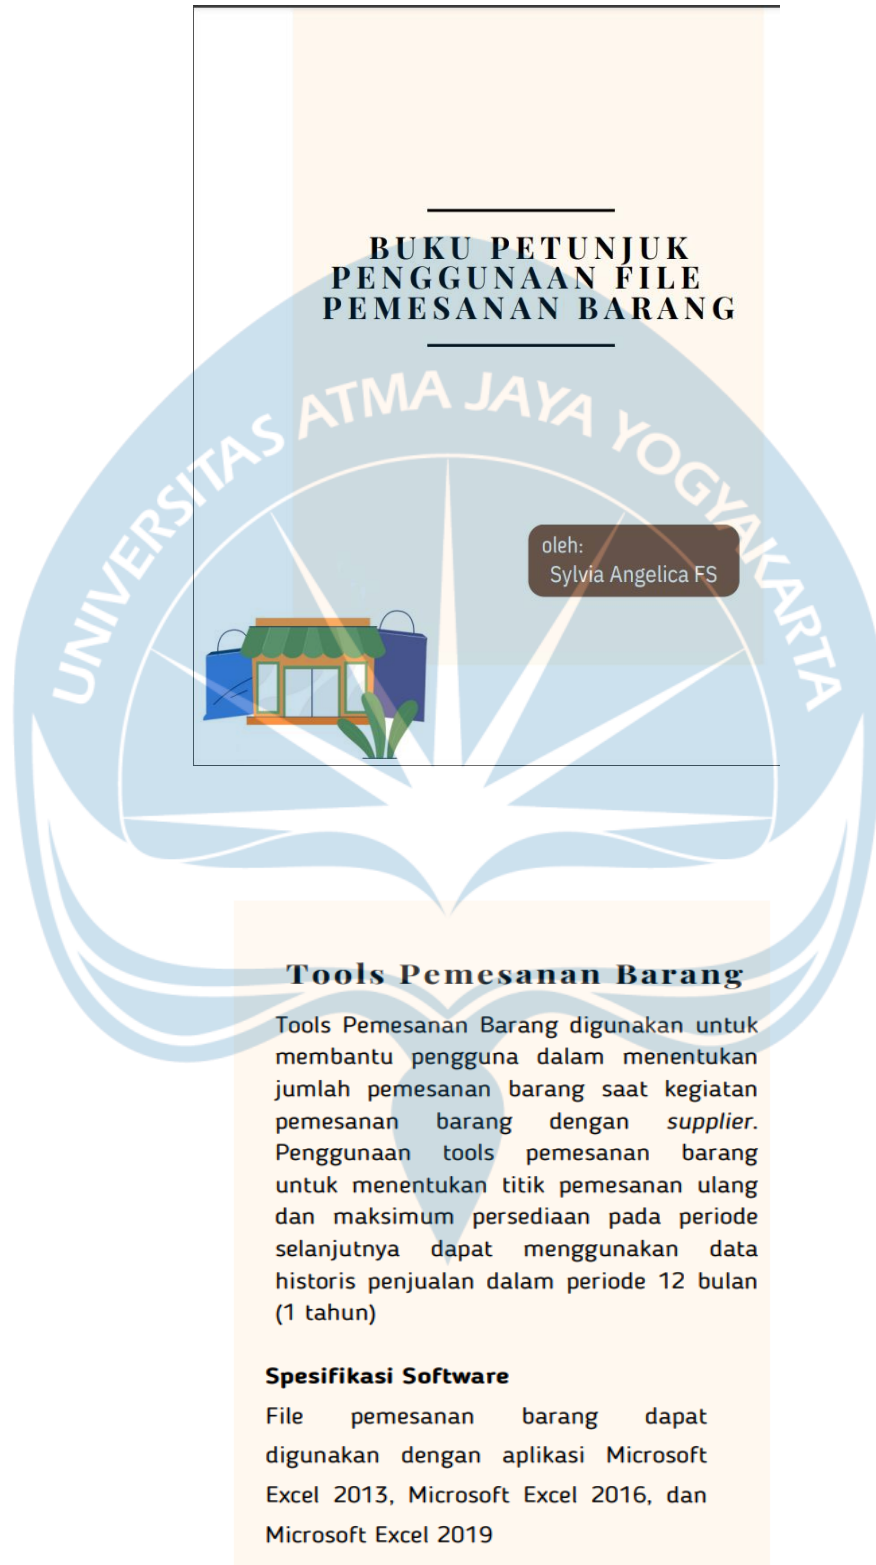 BUKU PETUNJUK
PENGGUNAAN FILE
PEMESANAN BARANG
UNIVERSITAS ATMA JAYA YOGYAKARTA
oleh:
Sylvia Angelica FS
Tools Pemesanan Barang
Tools Pemesanan Barang digunakan untuk
membantu pengguna dalam menentukan
jumlah pemesanan barang saat kegiatan
pemesanan barang dengan supplier.
Penggunaan tools pemesanan barang
untuk menentukan titik pemesanan ulang
dan maksimum persediaan pada periode
selanjutnya dapat menggunakan data
historis penjualan dalam periode 12 bulan
(1 tahun)
Spesifikasi Software
File pemesanan barang dapat
digunakan dengan aplikasi Microsoft
Excel 2013, Microsoft Excel 2016, dan
Microsoft Excel 2019